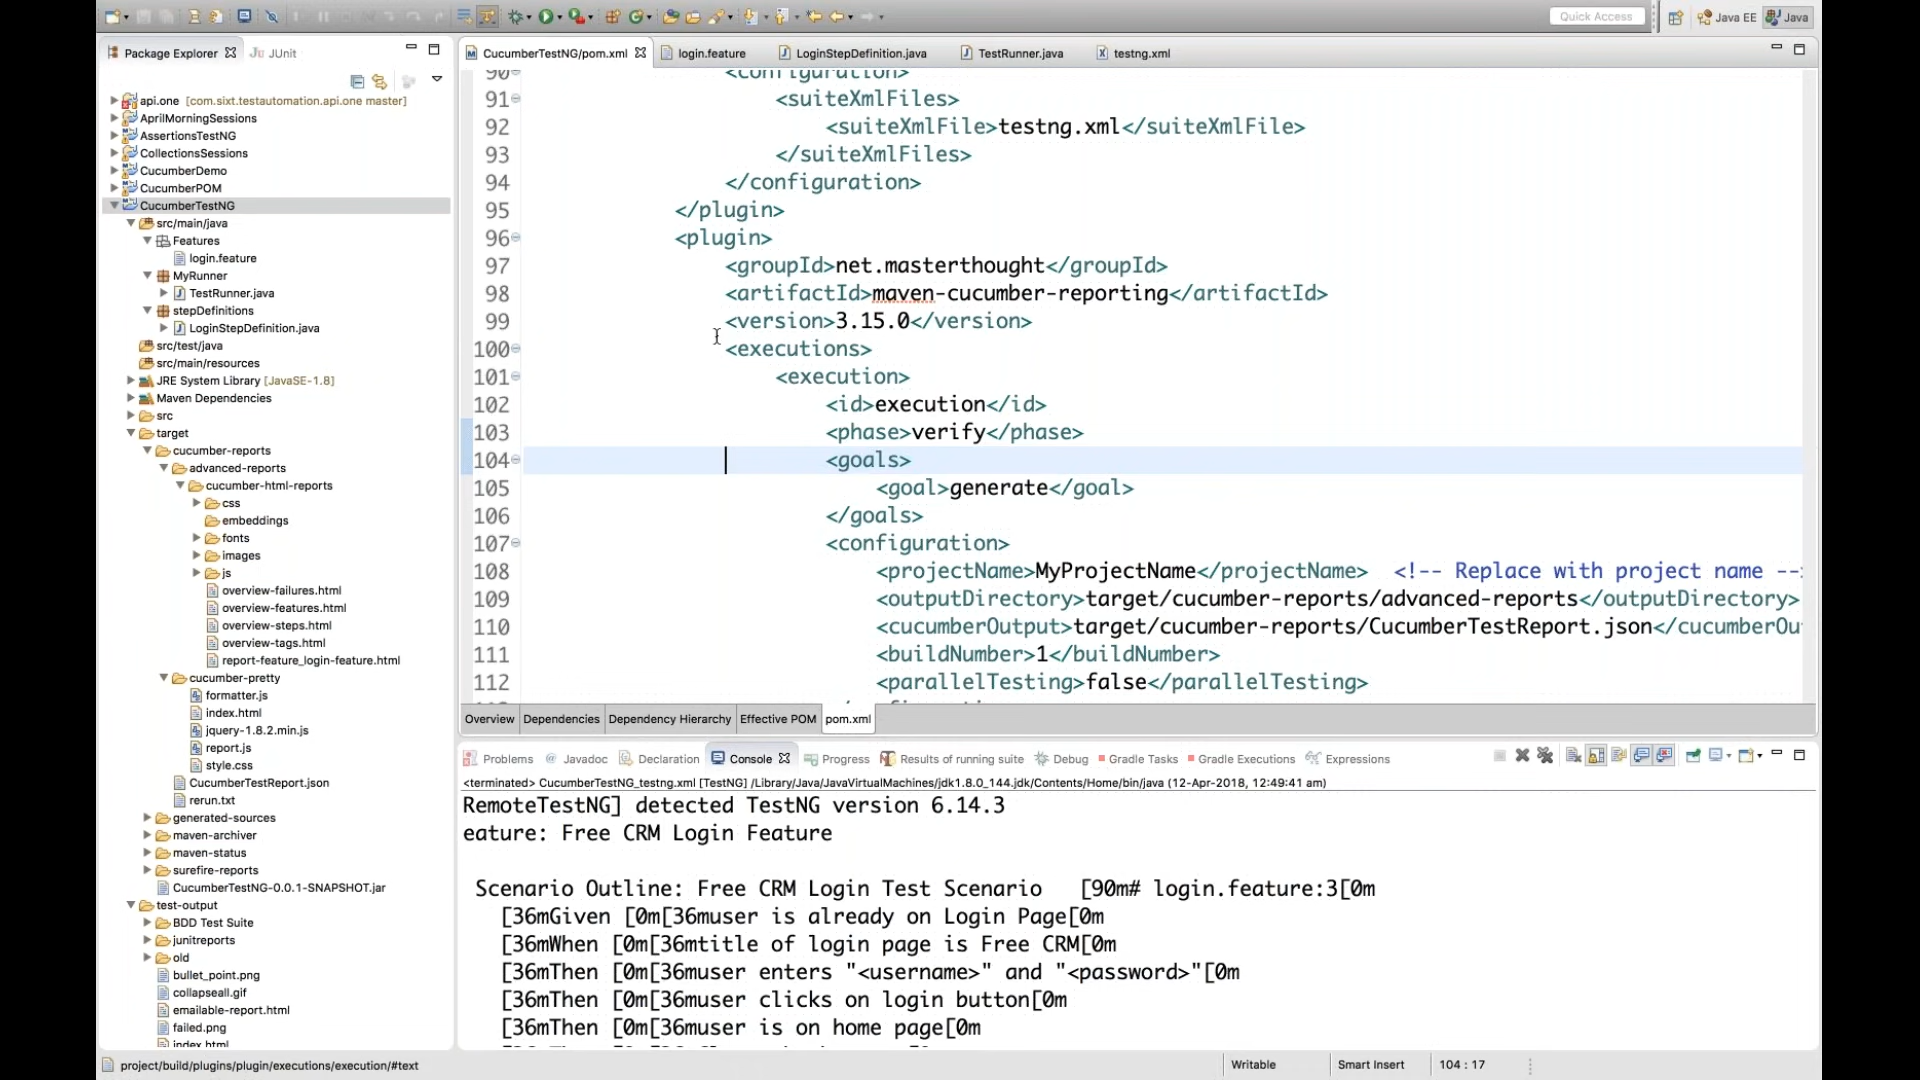 Quick Access
Java EE
Java
Package Explorer
JUnit
CucumberTestNG/pom.xml
login.feature
LoginStepDefinition.java
TestRunner.java
testng.xml
api.one [com.sixt.testautomation.api.one master]
AprilMorningSessions
AssertionsTestNG
CollectionsSessions
CucumberDemo
CucumberPOM
CucumberTestNG
src/main/java
Features
login.feature
MyRunner
TestRunner.java
stepDefinitions
LoginStepDefinition.java
src/test/java
src/main/resources
JRE System Library [JavaSE-1.8]
Maven Dependencies
src
target
cucumber-reports
advanced-reports
cucumber-html-reports
css
embeddings
fonts
images
js
overview-failures.html
overview-features.html
overview-steps.html
overview-tags.html
report-feature_login-feature.html
cucumber-pretty
formatter.js
index.html
jquery-1.8.2.min.js
report.js
style.css
CucumberTestReport.json
rerun.txt
generated-sources
maven-archiver
maven-status
surefire-reports
CucumberTestNG-0.0.1-SNAPSHOT.jar
test-output
BDD Test Suite
junitreports
old
bullet_point.png
collapseall.gif
emailable-report.html
failed.png
index.html
90 <configuration>
91 <suiteXmlFiles>
92 <suiteXmlFile>testng.xml</suiteXmlFile>
93 </suiteXmlFiles>
94 </configuration>
95 </plugin>
96 <plugin>
97 <groupId>net.masterthought</groupId>
98 <artifactId>maven-cucumber-reporting</artifactId>
99 <version>3.15.0</version>
100 <executions>
101 <execution>
102 <id>execution</id>
103 <phase>verify</phase>
104 <goals>
105 <goal>generate</goal>
106 </goals>
107 <configuration>
108 <projectName>MyProjectName</projectName> <!-- Replace with project name --
109 <outputDirectory>target/cucumber-reports/advanced-reports</outputDirectory>
110 <cucumberOutput>target/cucumber-reports/CucumberTestReport.json</cucumberOu
111 <buildNumber>1</buildNumber>
112 <parallelTesting>false</parallelTesting>
Overview
Dependencies
Dependency Hierarchy
Effective POM
pom.xml
Problems
Javadoc
Declaration
Console
Progress
Results of running suite
Debug
Gradle Tasks
Gradle Executions
Expressions
<terminated> CucumberTestNG_testng.xml [TestNG] /Library/Java/JavaVirtualMachines/jdk1.8.0_144.jdk/Contents/Home/bin/java (12-Apr-2018, 12:49:41 am)
RemoteTestNG] detected TestNG version 6.14.3
eature: Free CRM Login Feature
Scenario Outline: Free CRM Login Test Scenario [90m# login.feature:3[0m
[36mGiven [0m[36muser is already on Login Page[0m
[36mWhen [0m[36mtitle of login page is Free CRM[0m
[36mThen [0m[36muser enters "<username>" and "<password>"[0m
[36mThen [0m[36muser clicks on login button[0m
[36mThen [0m[36muser is on home page[0m
project/build/plugins/plugin/executions/execution/#text
Writable
Smart Insert
104 : 17